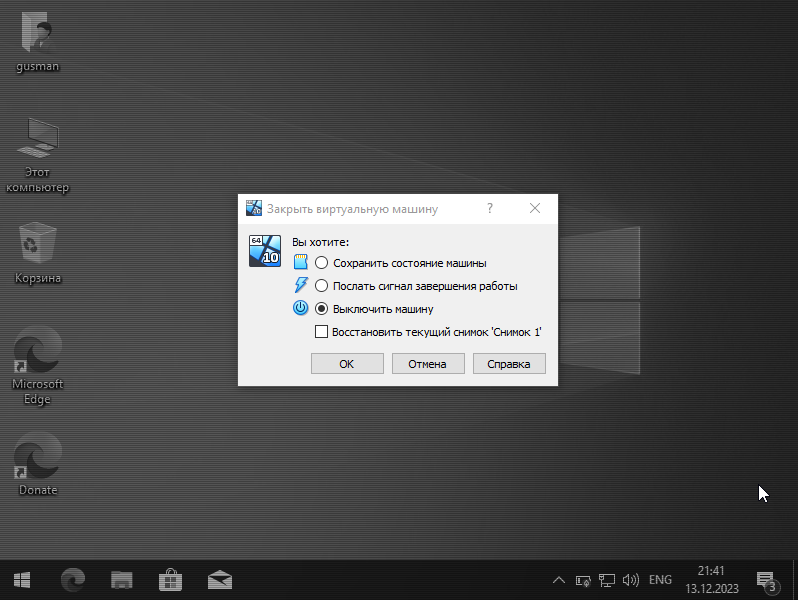 gusman
Этот
компьютер
Корзина
Microsoft
Edge
Donate
Закрыть виртуальную машину
?
64
10
Вы хотите:
Сохранить состояние машины
Послать сигнал завершения работы
Выключить машину
Восстановить текущий снимок 'Снимок 1'
ОК
Отмена
Справка
ENG
21:41
13.12.2023
3